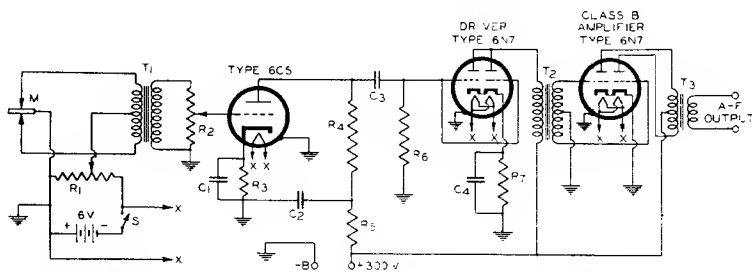 DRIVER
TYPE 6N7
CLASS B
AMPLIFIER
TYPE 6N7
TYPE 6C5
T1
T2
T3
M
R2
C3
R4
R6
A-F
OUTPUT
X X
X X
X X
R1
C1
R3
C2
R5
C4
R7
+ 6V -
S
X
X
-B
+300 V